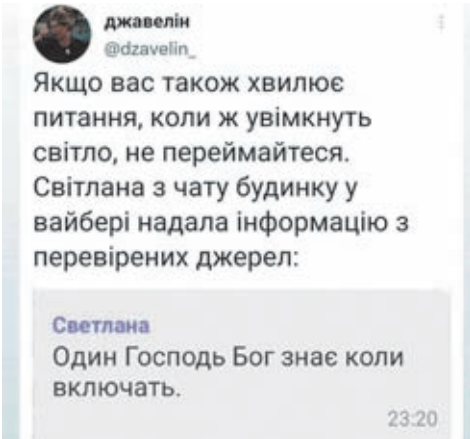 джавелін
@dzavelin_
Якщо вас також хвилює
питання, коли ж увімкнуть
світло, не переймайтеся.
Світлана з чату будинку у
вайбері надала інформацію з
перевірених джерел:
Светлана
Один Господь Бог знає коли
включать.
23:20